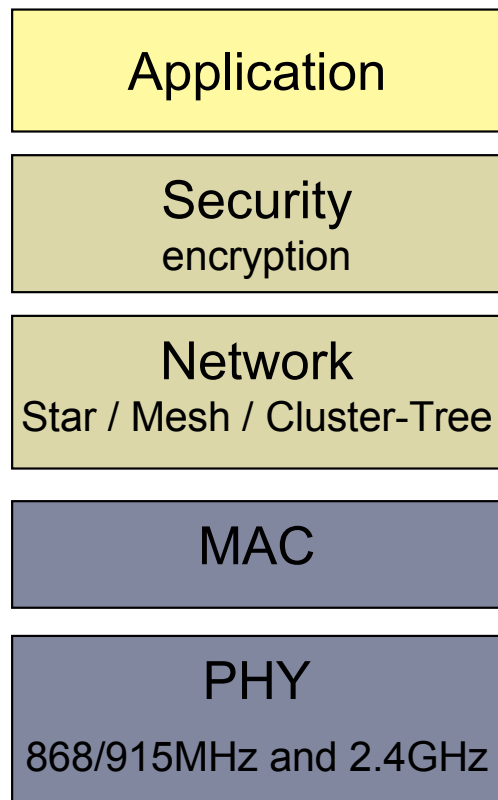 Application
Security
encryption
Network
Star / Mesh / Cluster-Tree
MAC
PHY
868/915MHz and 2.4GHz